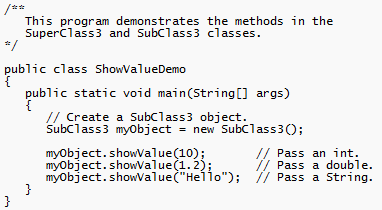 /**
   This program demonstrates the methods in the
   SuperClass3 and SubClass3 classes.
*/

public class ShowValueDemo
{
   public static void main(String[] args)
   {
      // Create a SubClass3 object.
      SubClass3 myObject = new SubClass3();

      myObject.showValue(10);       // Pass an int.
      myObject.showValue(1.2);      // Pass a double.
      myObject.showValue("Hello");  // Pass a String.
   }
}